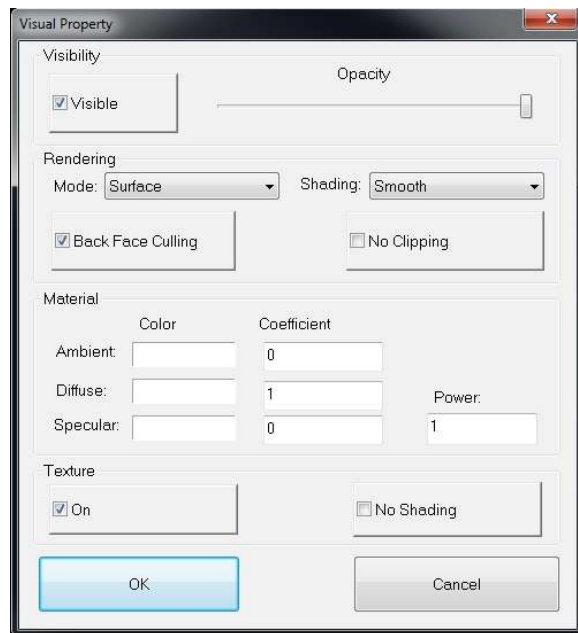 Visual Property
Visibility
Opacity
Visible
Rendering
Mode: Surface Shading: Smooth
Back Face Culling No Clipping
Material
Color Coefficient
Ambient: 0
Diffuse: 1 Power:
Specular: 0 1
Texture
On No Shading
OK Cancel